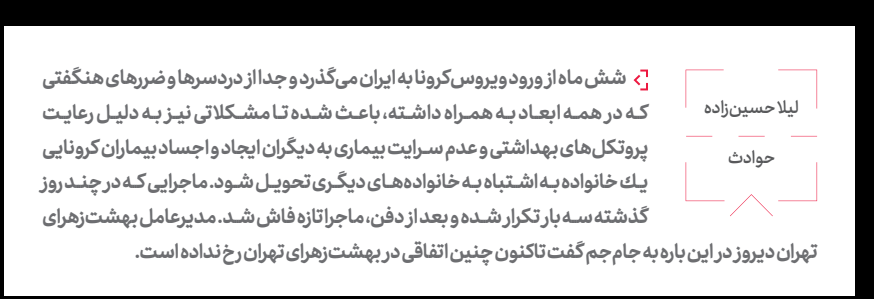 لیلا حسین‌زاده
حوادث
شش ماه از ورود ویروس کرونا به ایران می‌گذرد و جدا از دردسرها و ضررهای هنگفتی
که در همه ابعاد به همراه داشته، باعث شده تا مشکلاتی نیز به دلیل رعایت
پروتکل‌های بهداشتی و عدم سرایت بیماری به دیگران ایجاد و اجساد بیماران کرونایی
یك خانواده به اشتباه به خانواده‌های دیگری تحویل شود. ماجرایی که در چند روز
گذشته سه بار تکرار شده و بعد از دفن، ماجرا تازه فاش شد. مدیرعامل بهشت‌زهرای
تهران دیروز در این باره به جام‌جم گفت تاکنون چنین اتفاقی در بهشت‌زهرای تهران رخ نداده است.